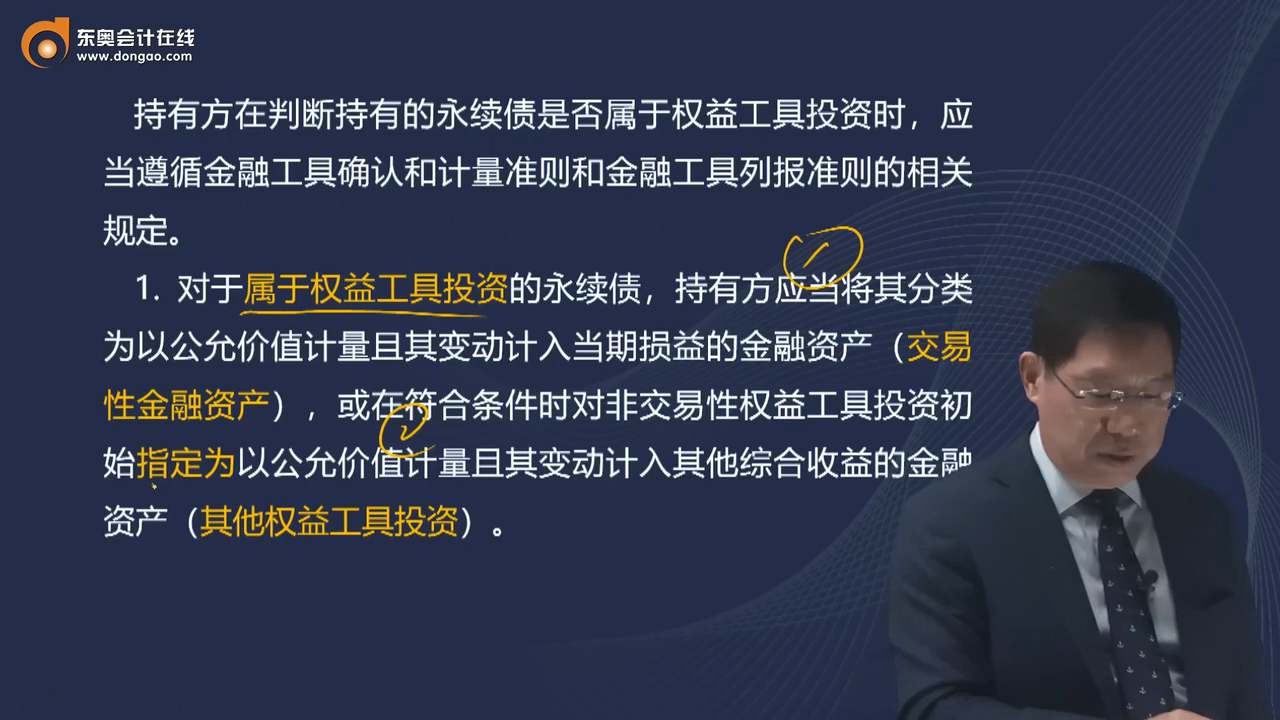 东奥会计在线
www.dongao.com
持有方在判断持有的永续债是否属于权益工具投资时，应
当遵循金融工具确认和计量准则和金融工具列报准则的相关
规定。
①
1. 对于属于权益工具投资的永续债，持有方应当将其分类
为以公允价值计量且其变动计入当期损益的金融资产（交易
性金融资产），或在符合条件时对非交易性权益工具投资初
②
始指定为以公允价值计量且其变动计入其他综合收益的金融
资产（其他权益工具投资）。